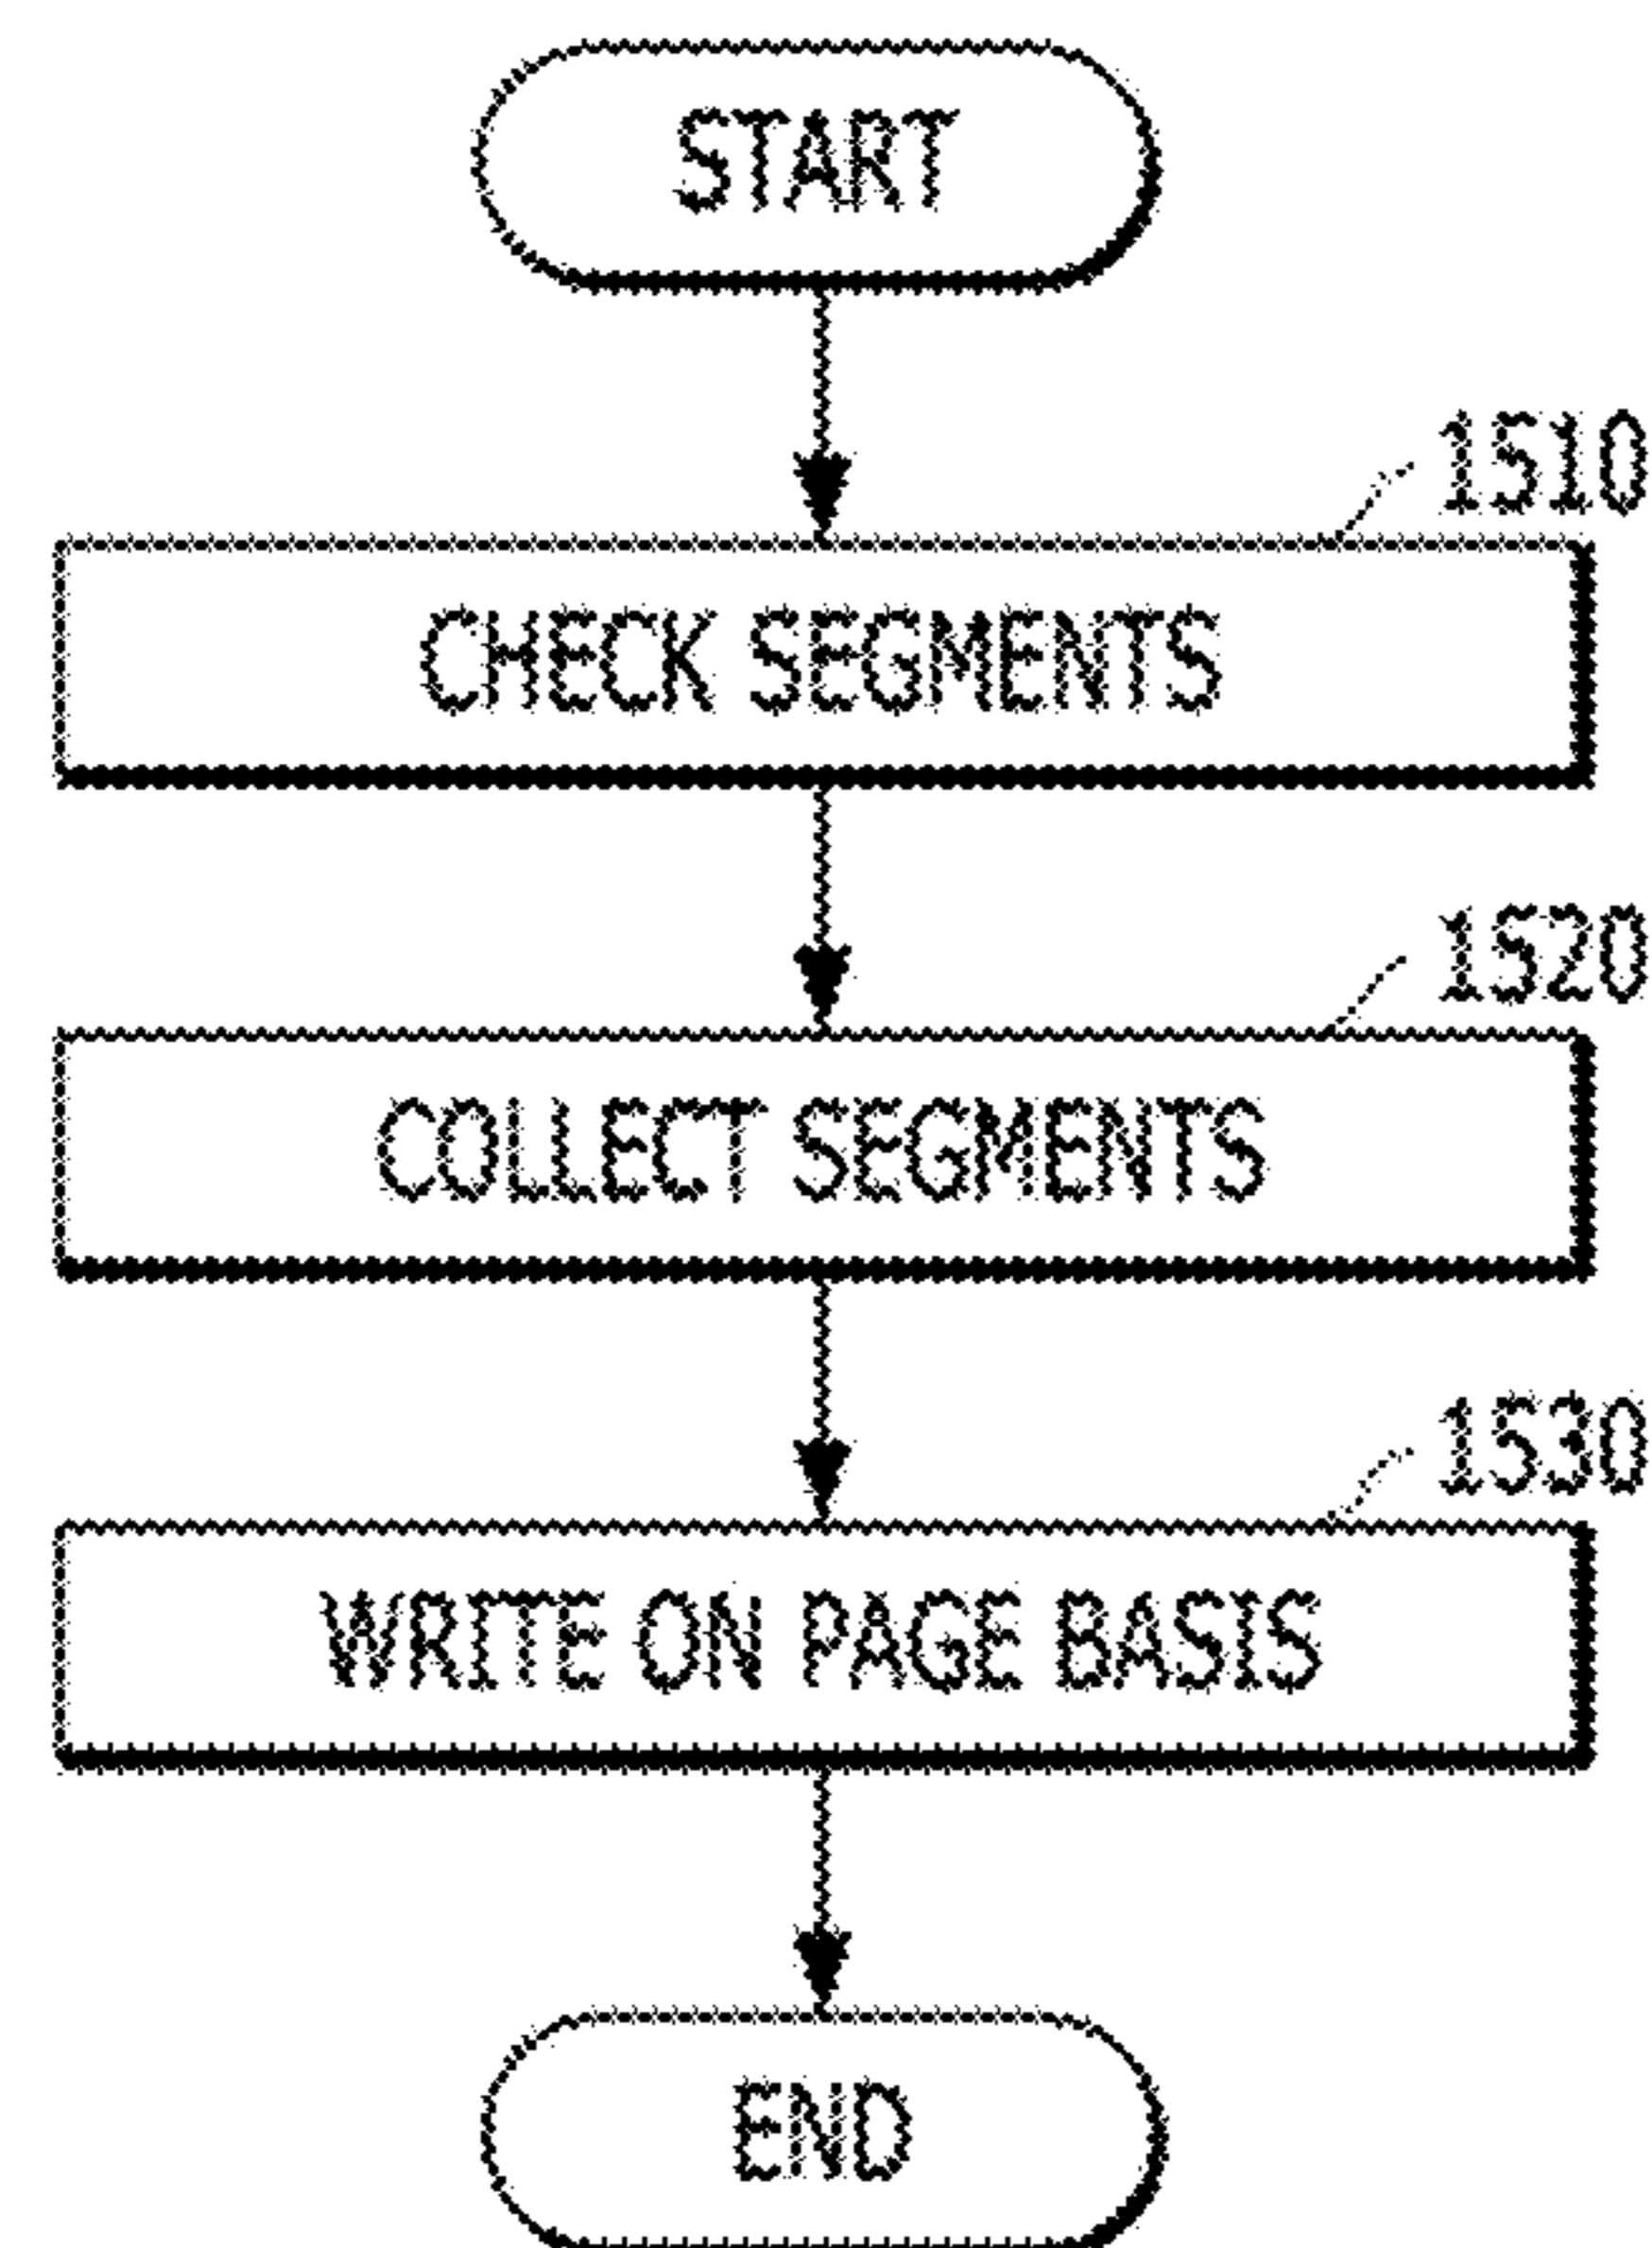 START
1510
CHECK SEGMENTS
1520
COLLECT SEGMENTS
1530
WRITE ON PAGE BASIS
END